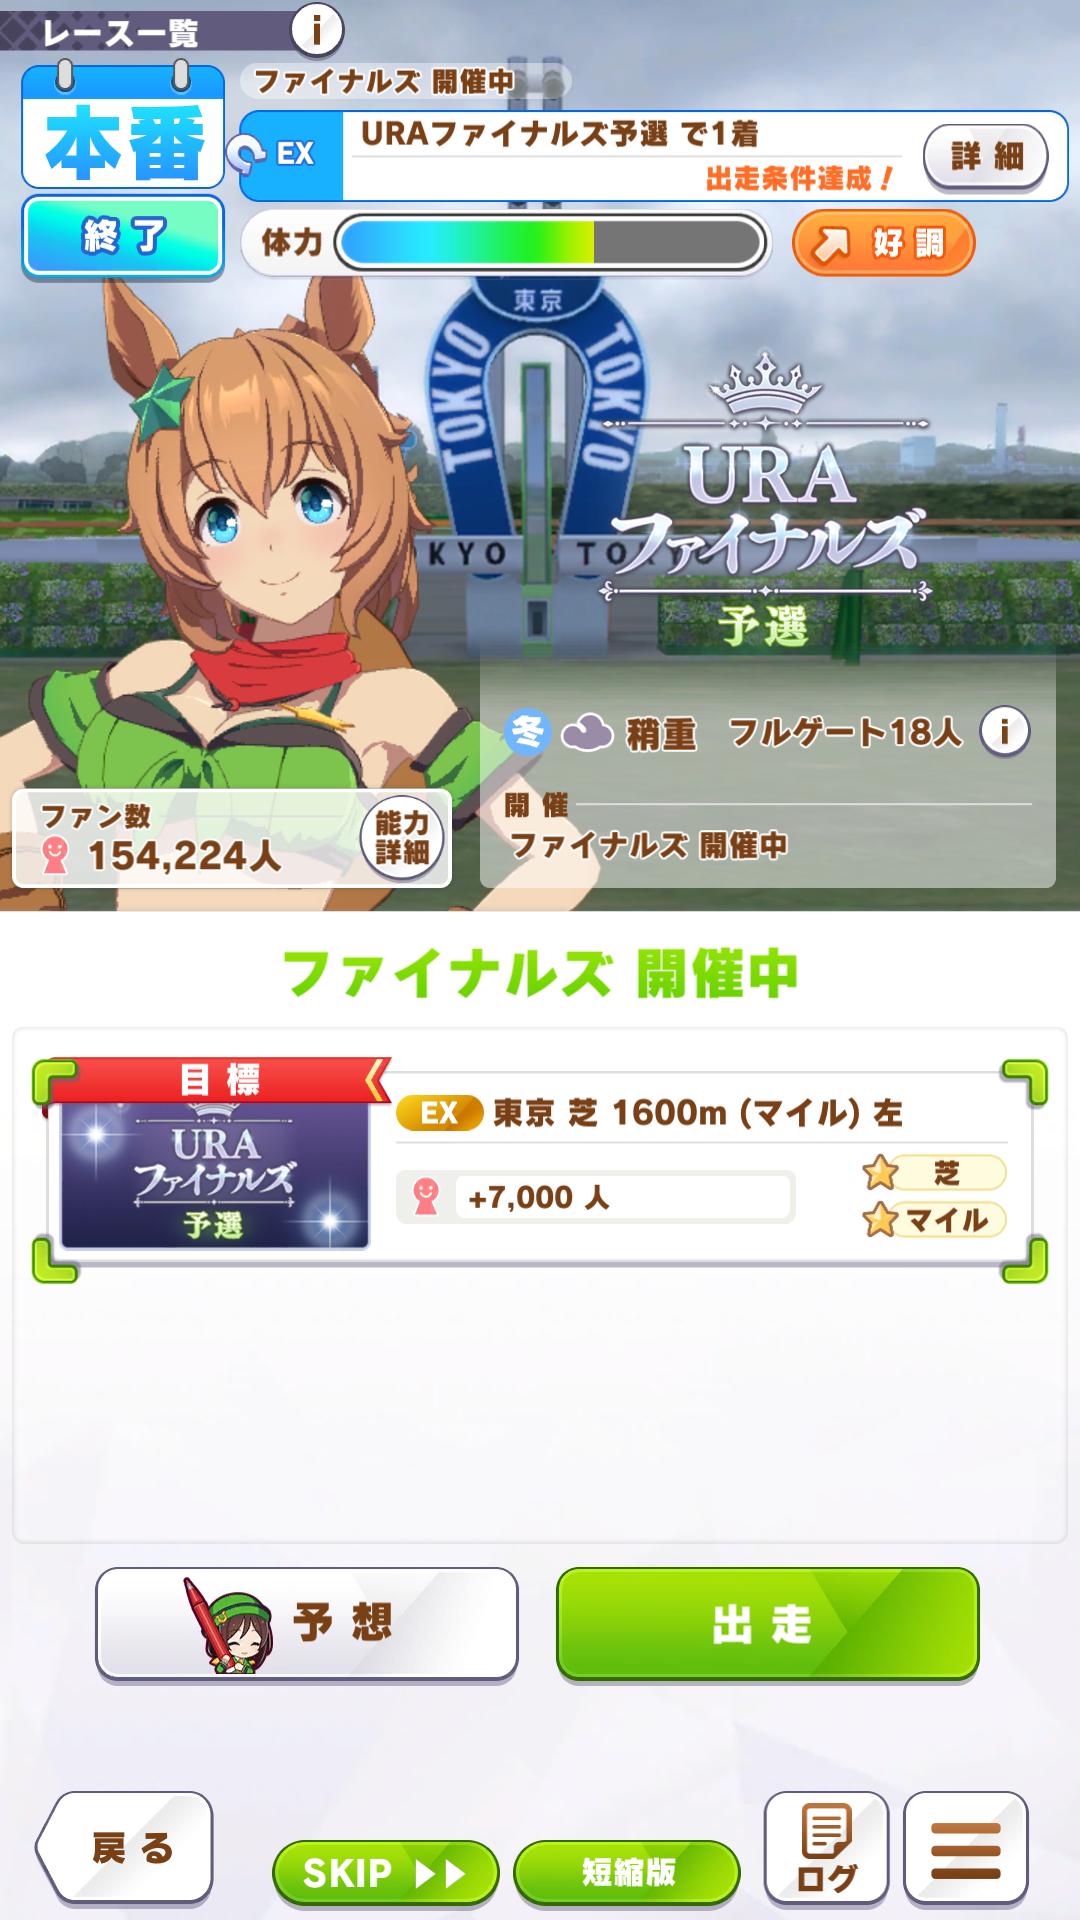 レース一覧
i
ファイナルズ 開催中
本番
EX
URAファイナルズ予選 で1着
出走条件達成！
詳細
終了
体力
好調
東京
TOKYO
TOKYO
URA
ファイナルズ
予選
冬
稍重
フルゲート18人
i
開催
ファイナルズ 開催中
ファン数
154,224人
能力
詳細
ファイナルズ 開催中
目標
URA
ファイナルズ
予選
EX
東京 芝 1600m (マイル) 左
+7,000 人
芝
マイル
予想
出走
戻る
SKIP
短縮版
ログ